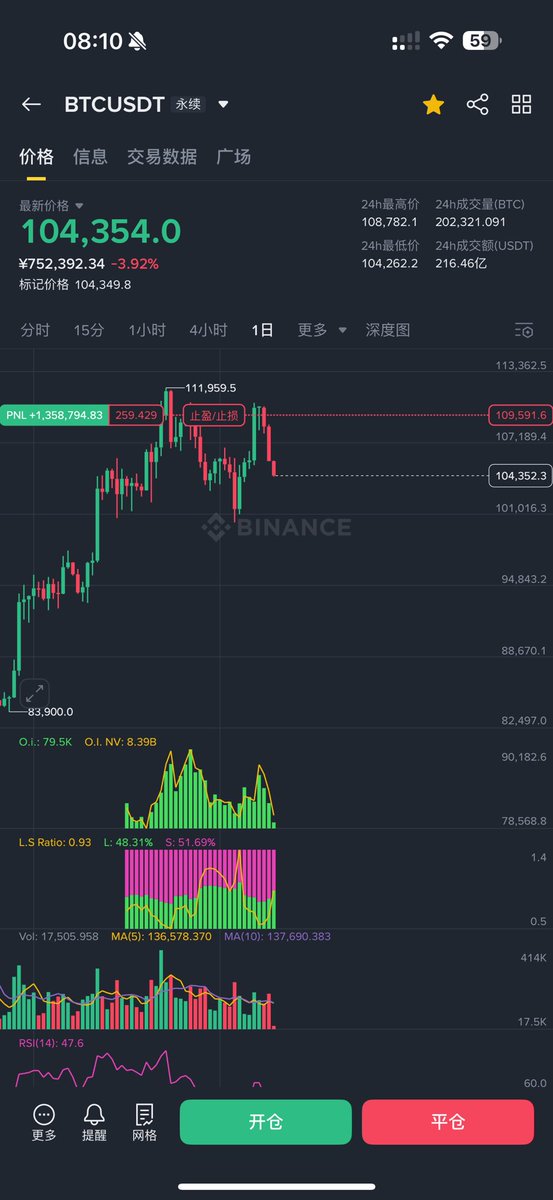 08:10
59
BTCUSDT 永续
价格 信息 交易数据 广场
最新价格
104,354.0
¥752,392.34 -3.92%
标记价格 104,349.8
24h最高价 24h成交量(BTC)
108,782.1 202,321.091
24h最低价 24h成交额(USDT)
104,262.2 216.46亿
分时 15分 1小时 4小时 1日 更多 深度图
113,362.5
111,959.5
PNL +1,358,794.83 259.429 止盈/止损 109,591.6
107,189.4
104,352.3
101,016.3
BINANCE
94,843.2
88,670.1
83,900.0
82,497.0
O.i.: 79.5K O.I. NV: 8.39B
90,182.6
78,568.8
L.S Ratio: 0.93 L: 48.31% S: 51.69%
1.4
0.5
Vol: 17,505.958 MA(5): 136,578.370 MA(10): 137,690.383
414K
17.5K
RSI(14): 47.6
60.0
更多 提醒 网格 开仓 平仓